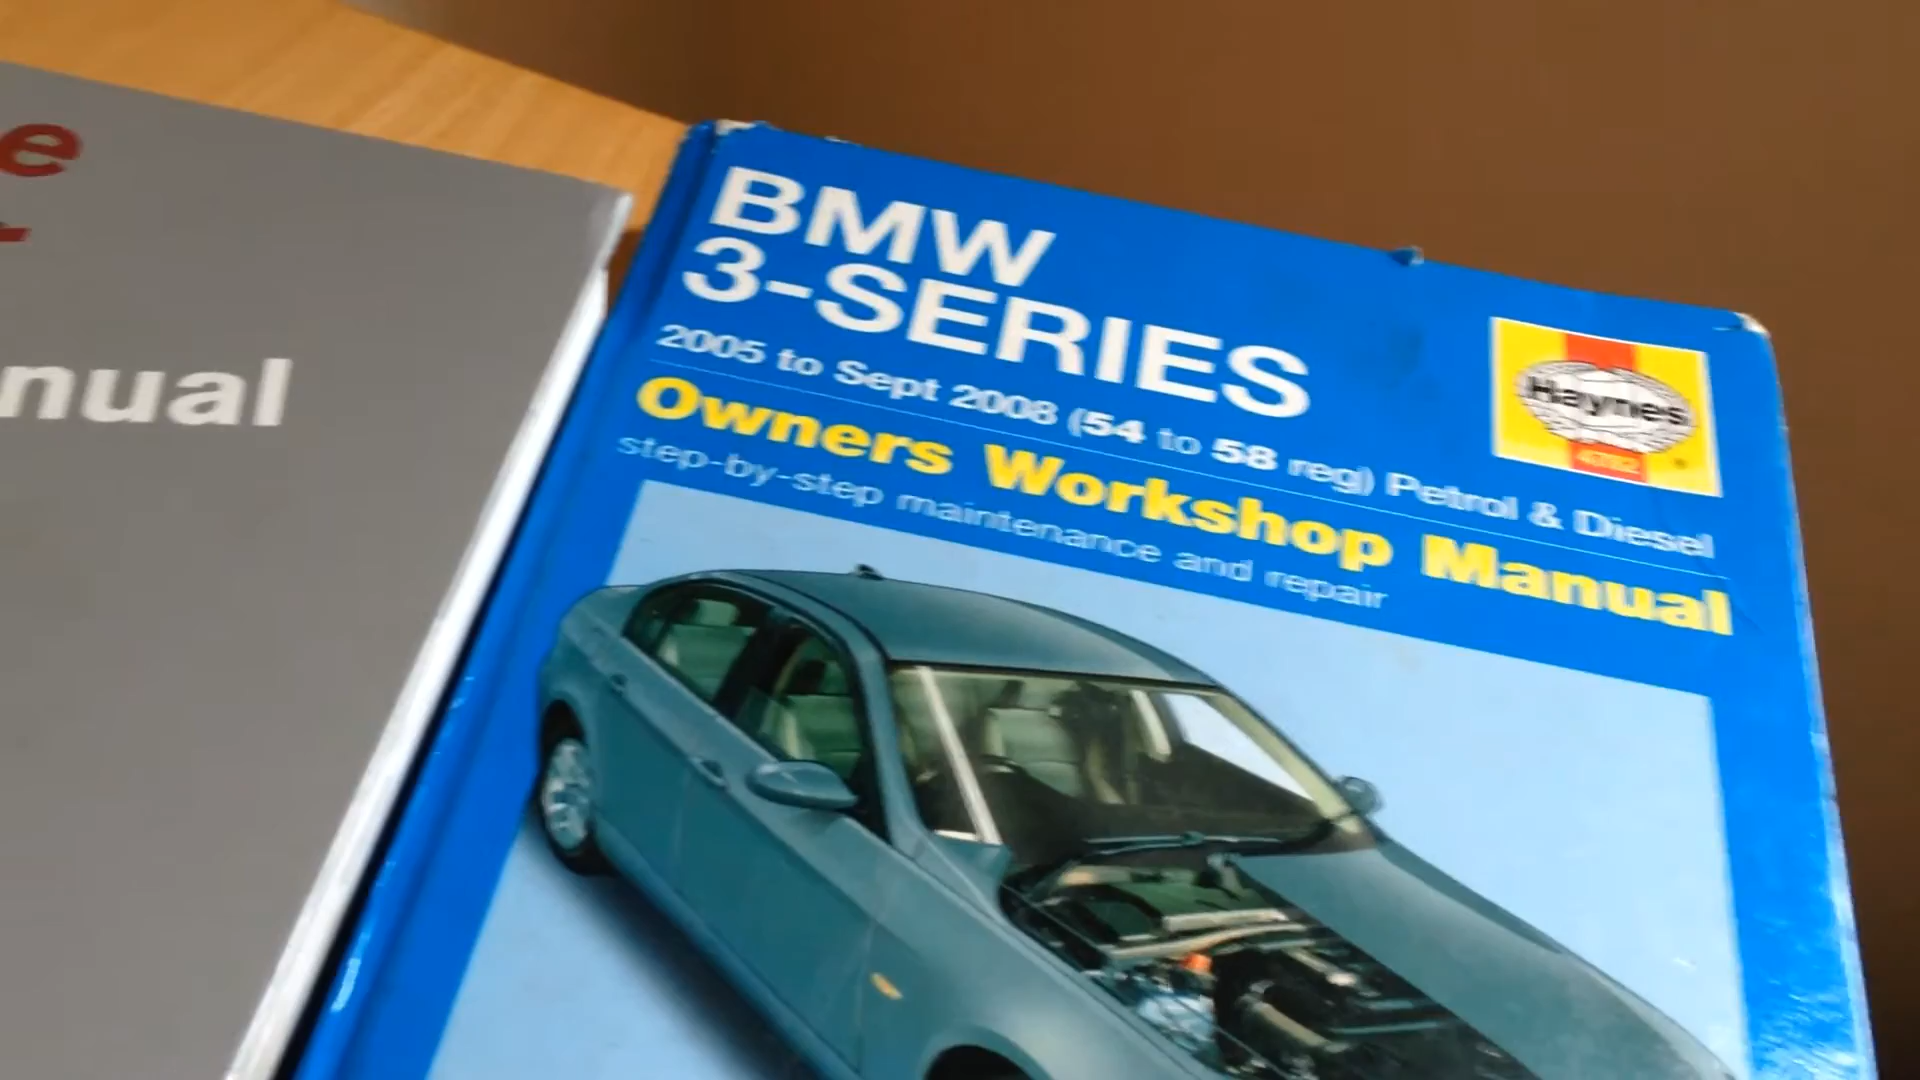 e
nual
BMW
3-SERIES
2005 to Sept 2008 (54 to 58 reg) Petrol & Diesel
Owners Workshop Manual
step-by-step maintenance and repair
Haynes